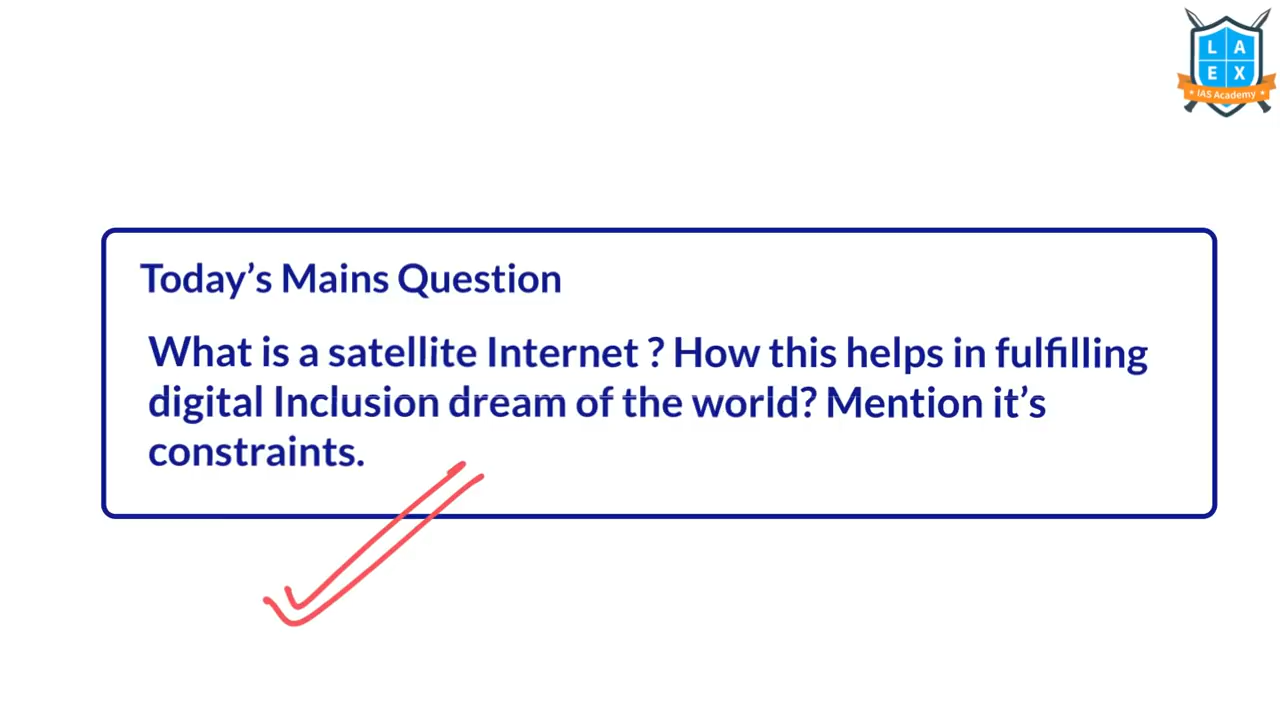 L A
E X
IAS Academy
Today's Mains Question
What is a satellite Internet ? How this helps in fulfilling
digital Inclusion dream of the world? Mention it's
constraints.